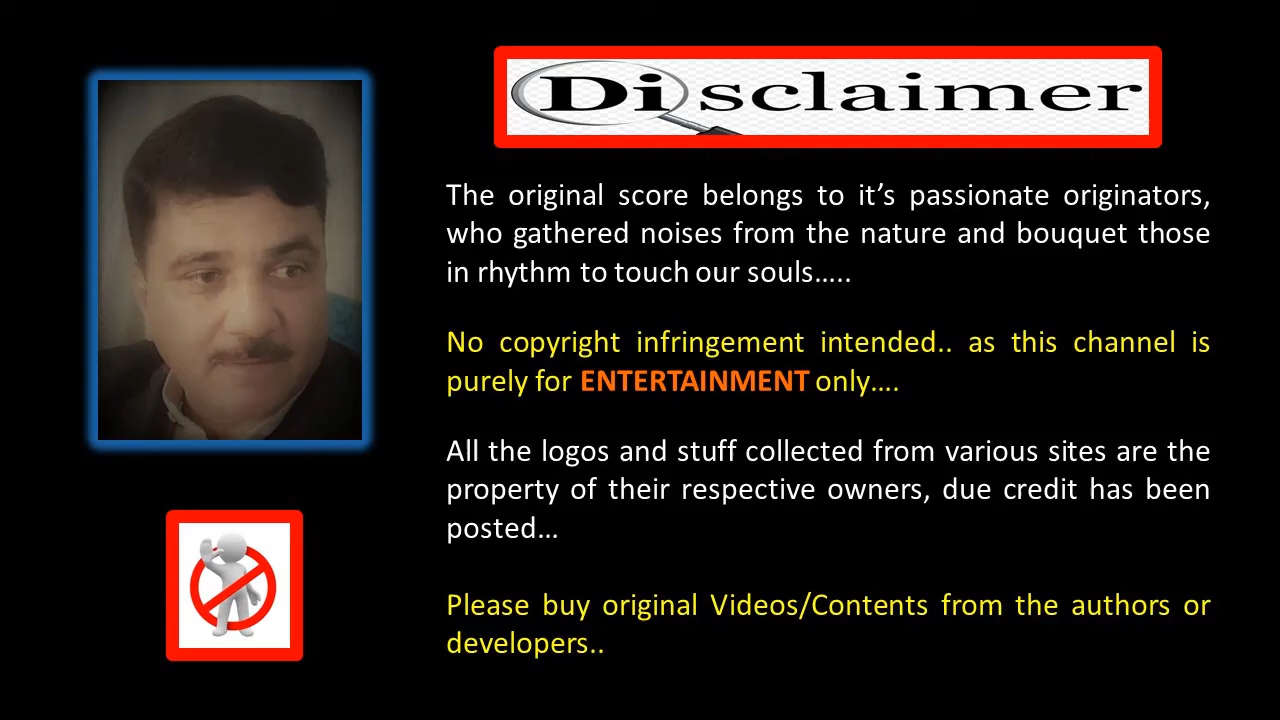 Disclaimer
The original score belongs to it’s passionate originators,
who gathered noises from the nature and bouquet those
in rhythm to touch our souls.....
No copyright infringement intended.. as this channel is
purely for ENTERTAINMENT only....
All the logos and stuff collected from various sites are the
property of their respective owners, due credit has been
posted...
Please buy original Videos/Contents from the authors or
developers..